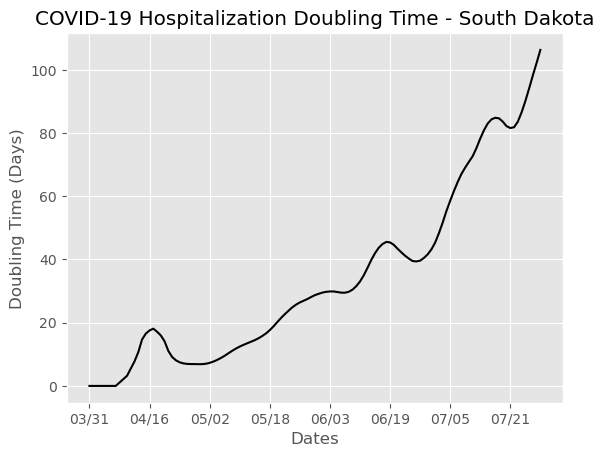 COVID-19 Hospitalization Doubling Time - South Dakota
Doubling Time (Days)
100
80
60
40
20
0
03/31 04/16 05/02 05/18 06/03 06/19 07/05 07/21
Dates